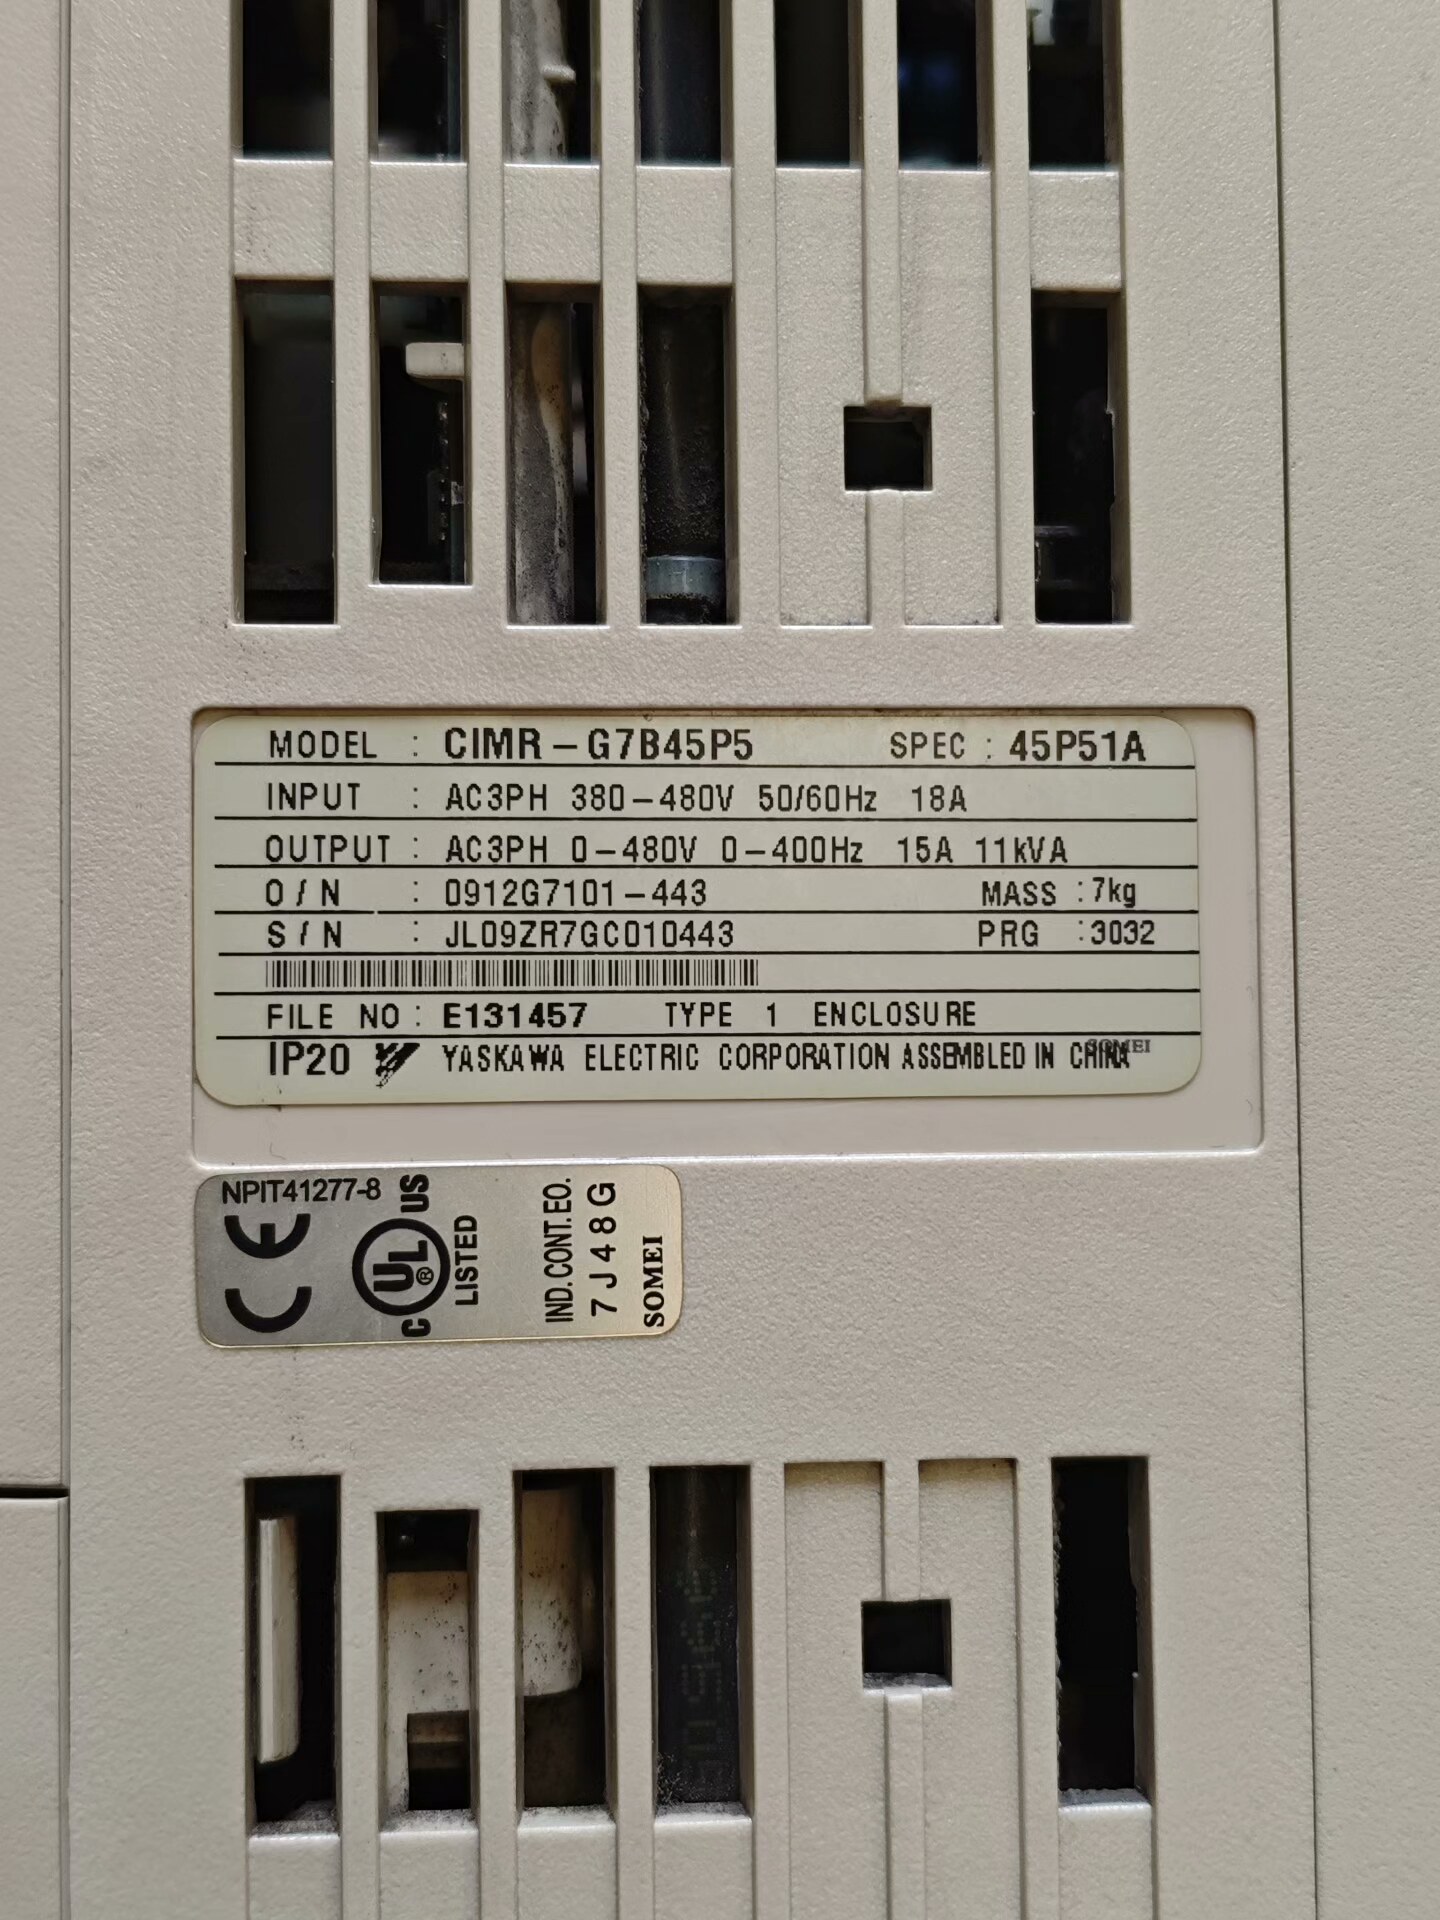 MODEL : CIMR-G7B45P5 SPEC : 45P51A
INPUT : AC3PH 380-480V 50/60Hz 18A
OUTPUT : AC3PH 0-480V 0-400Hz 15A 11kVA
O/N : 0912G7101-443 MASS : 7kg
S/N : JL09ZR7GC010443 PRG : 3032
FILE NO : E131457 TYPE 1 ENCLOSURE
IP20 YASKAWA ELECTRIC CORPORATION ASSEMBLED IN CHINA
SOMEI
NPIT41277-8
CE
C UL US
®
LISTED
IND.CONT.EQ.
7J48G
SOMEI